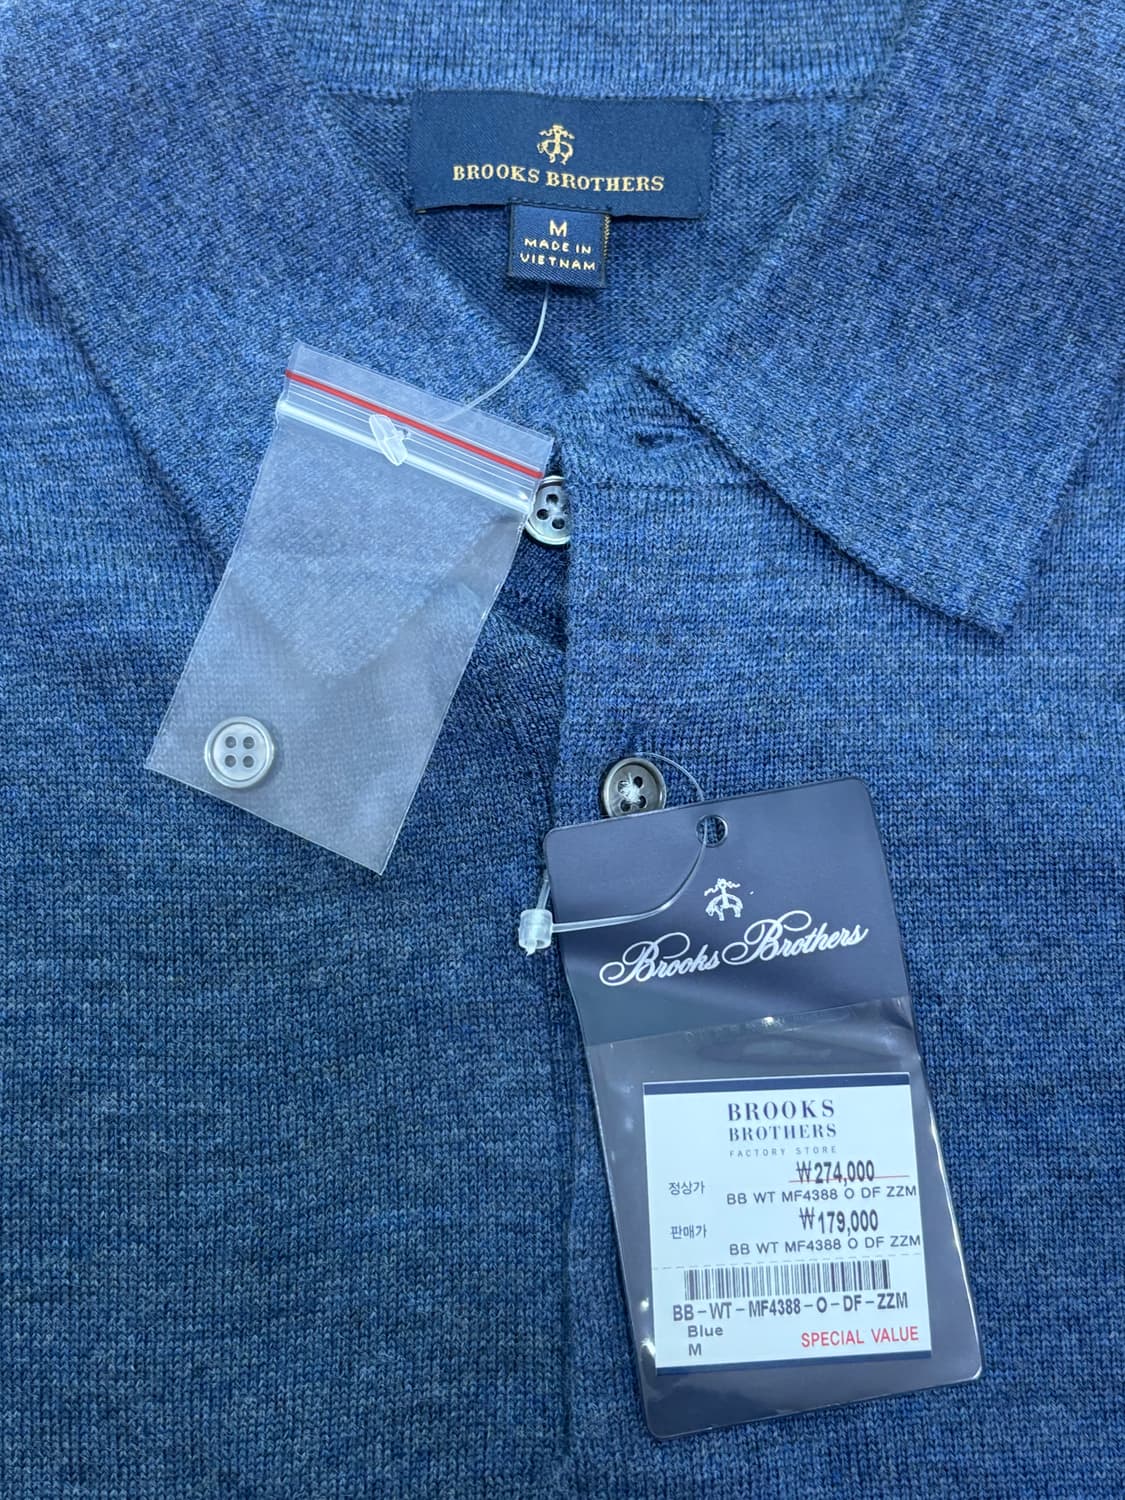 BROOKS BROTHERS
M
MADE IN
VIETNAM
Brooks Brothers
BROOKS
BROTHERS
FACTORY STORE
정상가 ₩274,000
BB WT MF4388 O DF ZZM
판매가 ₩179,000
BB WT MF4388 O DF ZZM
BB-WT-MF4388-O-DF-ZZM
Blue
M SPECIAL VALUE